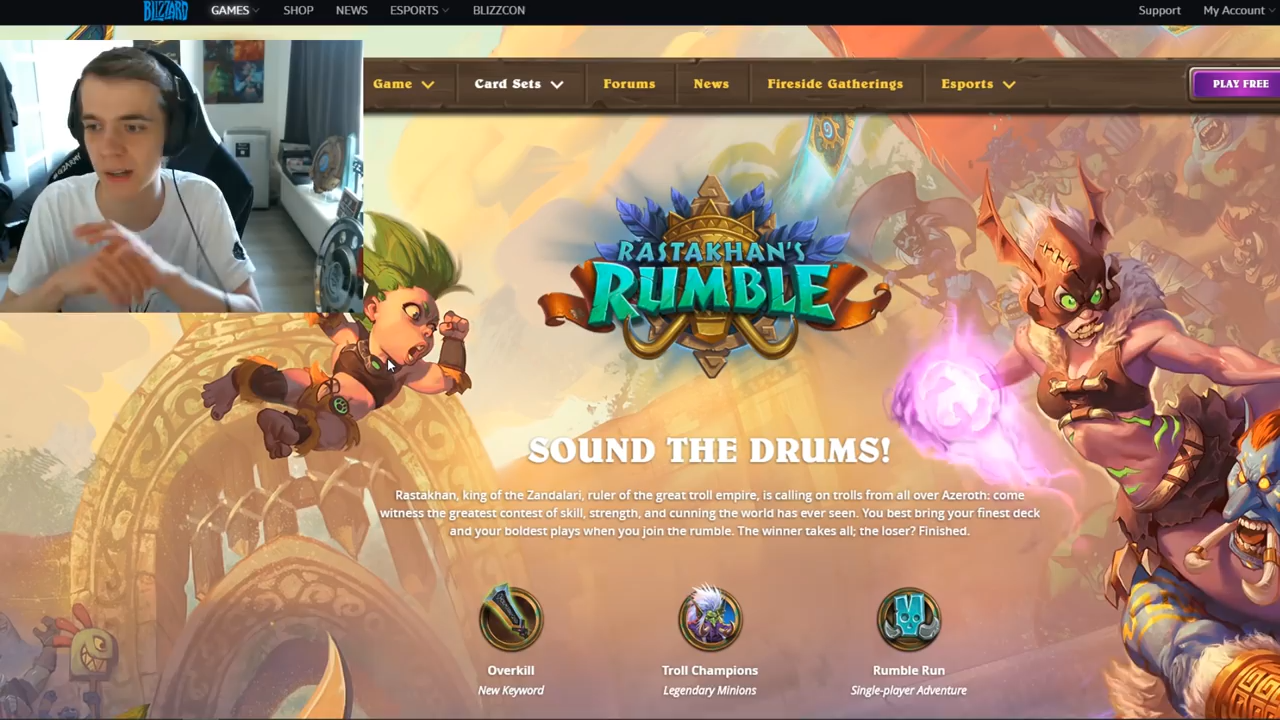 BLIZZARD
GAMES
SHOP
NEWS
ESPORTS
BLIZZCON
Support
My Account
Game
Card Sets
Forums
News
Fireside Gatherings
Esports
PLAY FREE
RASTAKHAN'S
RUMBLE
SOUND THE DRUMS!
Rastakhan, king of the Zandalari, ruler of the great troll empire, is calling on trolls from all over Azeroth: come
witness the greatest contest of skill, strength, and cunning the world has ever seen. You best bring your finest deck
and your boldest plays when you join the rumble. The winner takes all; the loser? Finished.
Overkill
New Keyword
Troll Champions
Legendary Minions
Rumble Run
Single-player Adventure